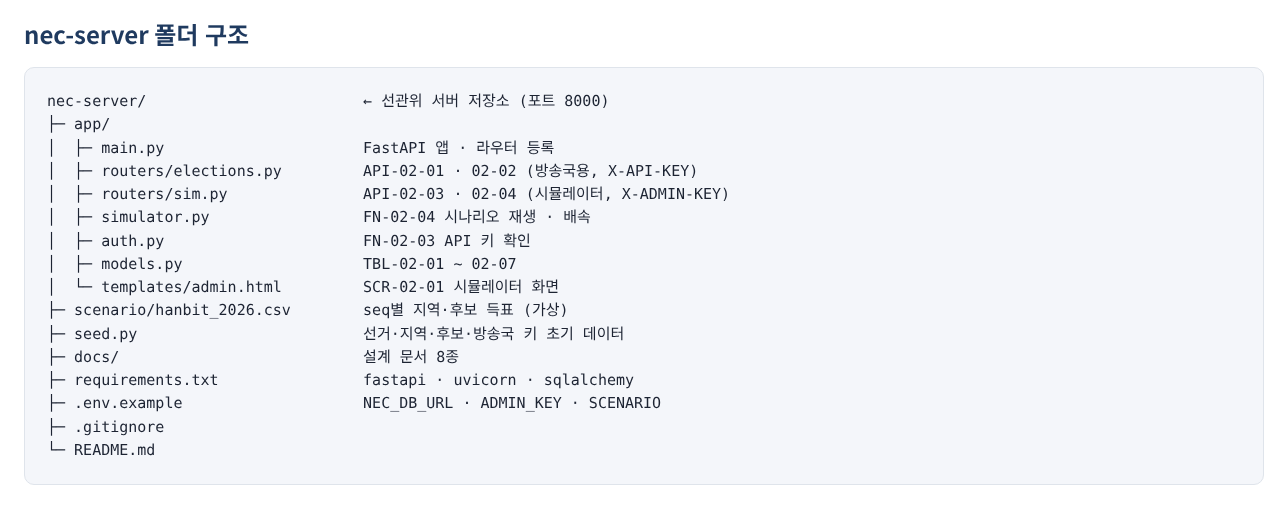 nec-server 폴더 구조
nec-server/                        ← 선관위 서버 저장소 (포트 8000)
├─ app/
│  ├─ main.py                      FastAPI 앱 · 라우터 등록
│  ├─ routers/elections.py         API-02-01 · 02-02 (방송국용, X-API-KEY)
│  ├─ routers/sim.py               API-02-03 · 02-04 (시뮬레이터, X-ADMIN-KEY)
│  ├─ simulator.py                 FN-02-04 시나리오 재생 · 배속
│  ├─ auth.py                      FN-02-03 API 키 확인
│  ├─ models.py                    TBL-02-01 ~ 02-07
│  └─ templates/admin.html         SCR-02-01 시뮬레이터 화면
├─ scenario/hanbit_2026.csv        seq별 지역·후보 득표 (가상)
├─ seed.py                         선거·지역·후보·방송국 키 초기 데이터
├─ docs/                           설계 문서 8종
├─ requirements.txt                fastapi · uvicorn · sqlalchemy
├─ .env.example                    NEC_DB_URL · ADMIN_KEY · SCENARIO
├─ .gitignore
└─ README.md